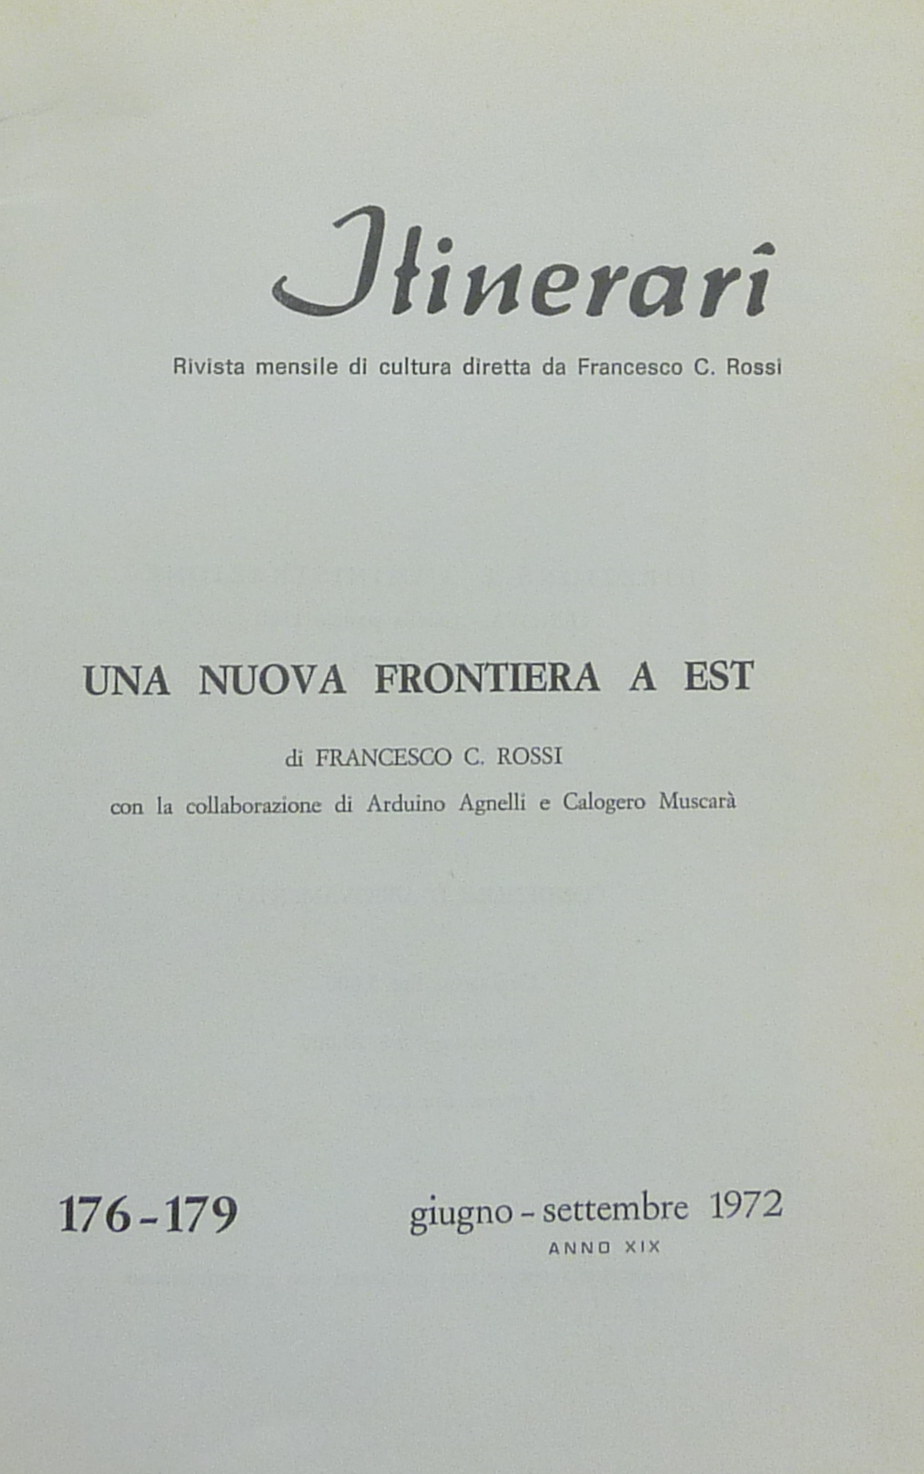 Itinerarî
Rivista mensile di cultura diretta da Francesco C. Rossi
UNA NUOVA FRONTIERA A EST
di FRANCESCO C. ROSSI
con la collaborazione di Arduino Agnelli e Calogero Muscarà
176-179
giugno - settembre 1972
ANNO XIX